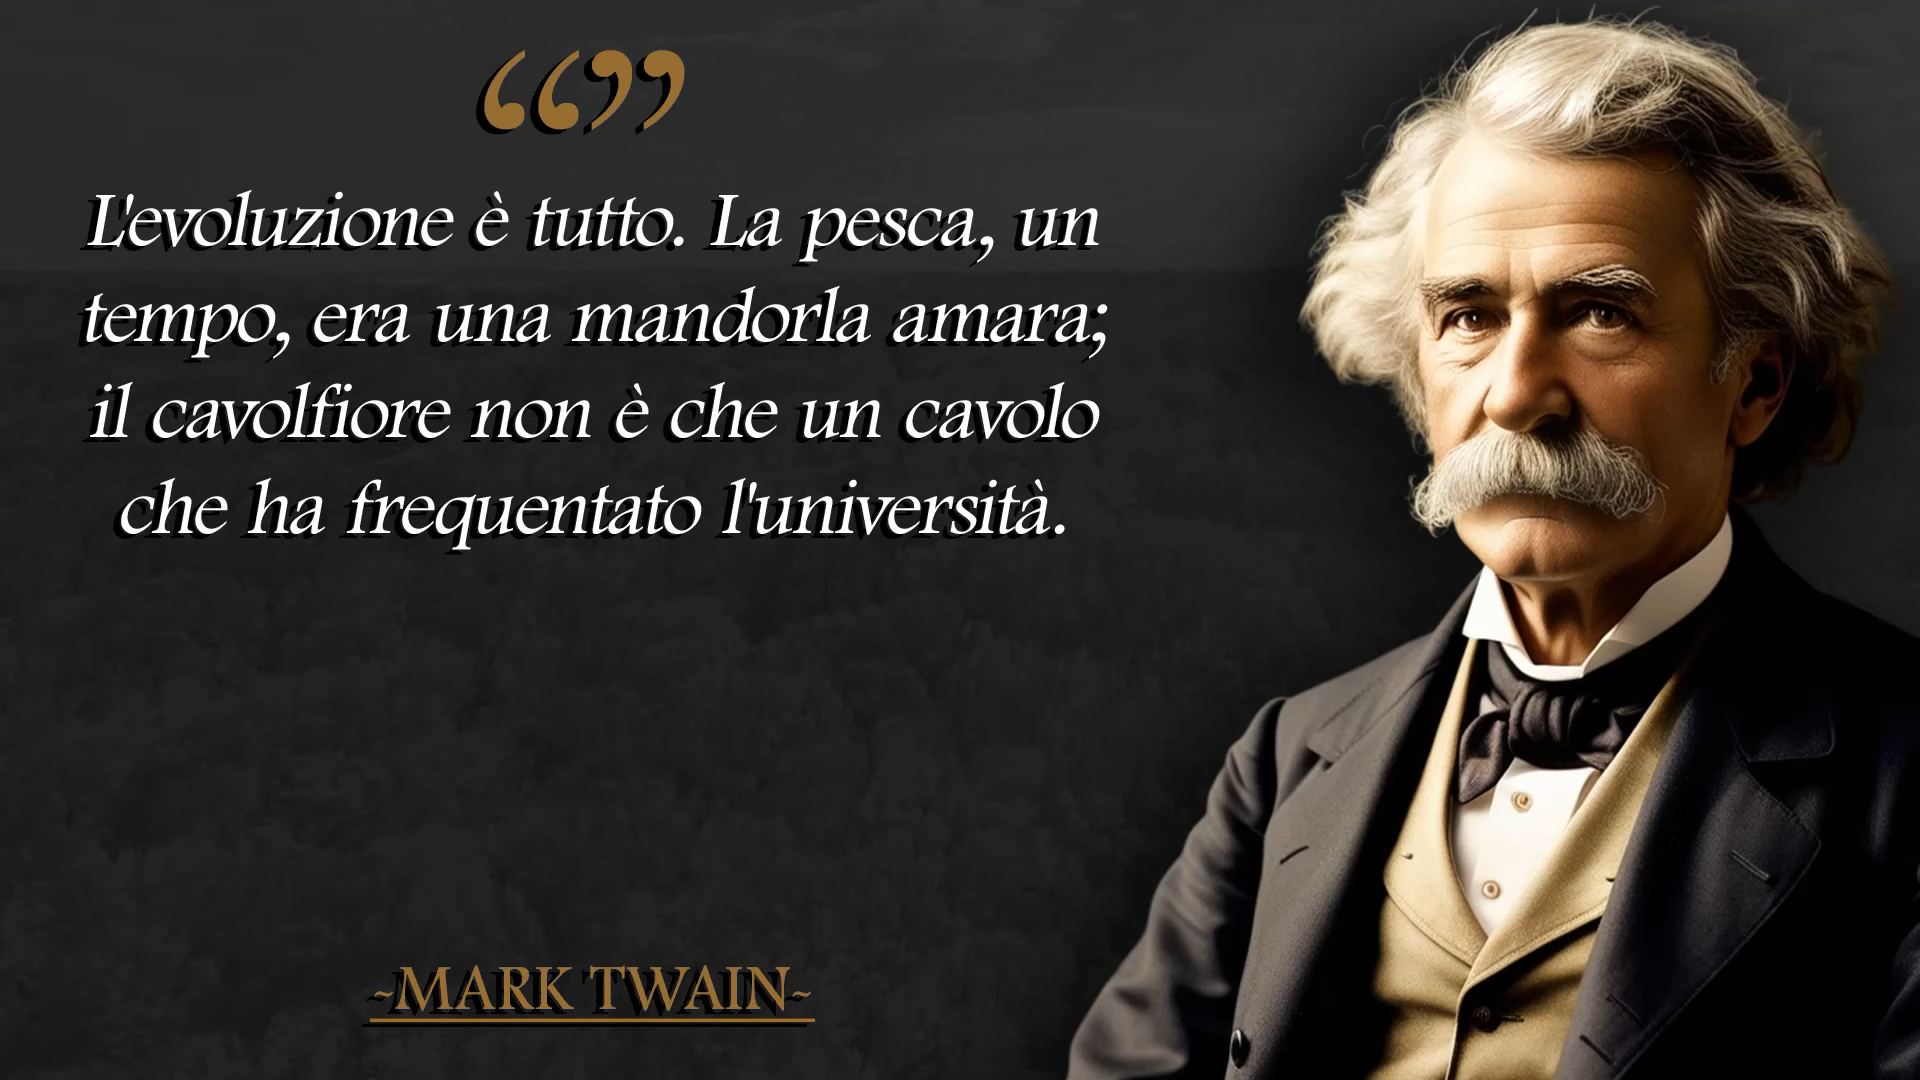 “”
L'evoluzione è tutto. La pesca, un
tempo, era una mandorla amara;
il cavolfiore non è che un cavolo
che ha frequentato l'università.
~MARK TWAIN~